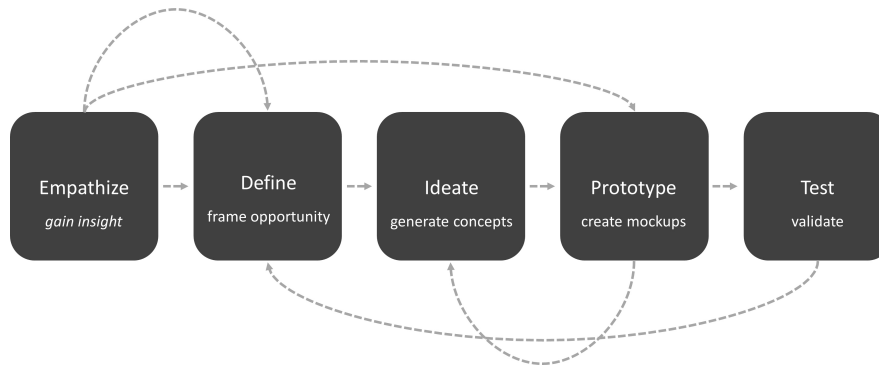 Empathize
gain insight
Define
frame opportunity
Ideate
generate concepts
Prototype
create mockups
Test
validate